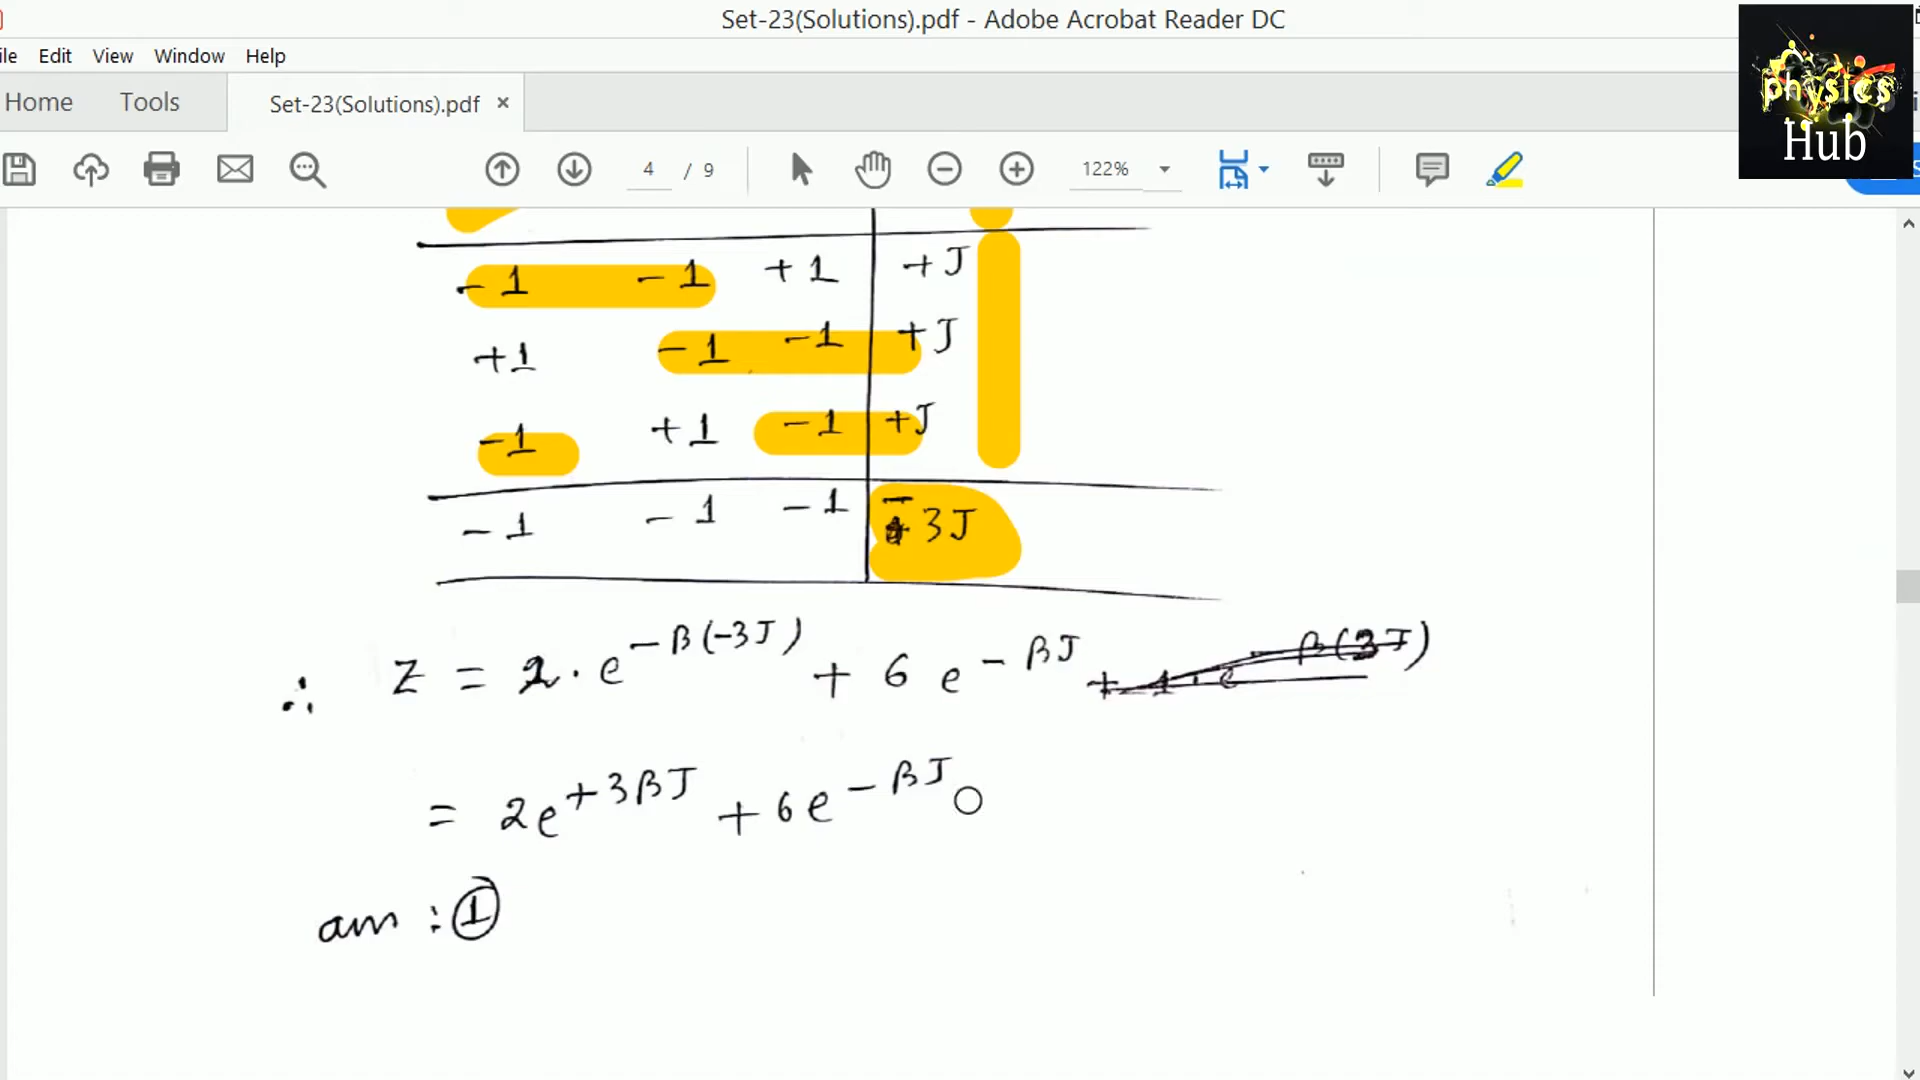 Set-23(Solutions).pdf - Adobe Acrobat Reader DC
ile Edit View Window Help
Home Tools Set-23(Solutions).pdf ×
4 / 9 122%
physics
Hub
-1 -1 +1 +J
+1 -1 -1 +J
-1 +1 -1 +J
-1 -1 -1 -3J
∴ Z = 2 · e^{-β(-3J)} + 6 e^{-βJ}
= 2e^{+3βJ} + 6e^{-βJ}
ans : ①